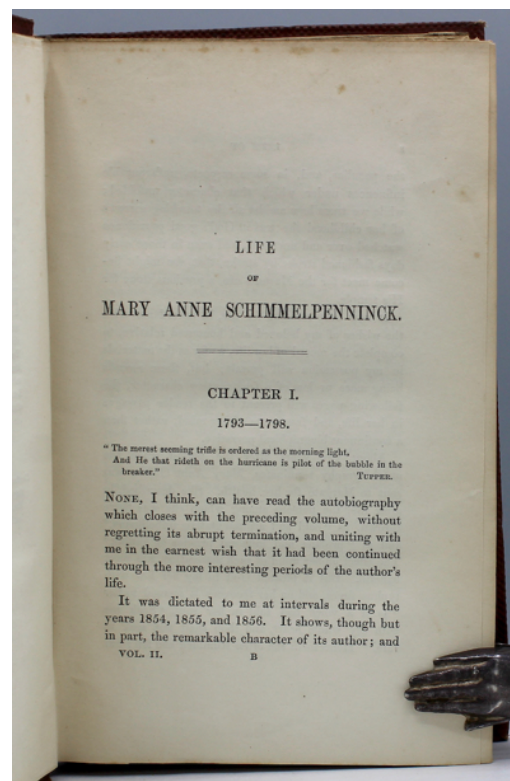 LIFE
OF
MARY ANNE SCHIMMELPENNINCK.
CHAPTER I.
1793—1798.
“ The merest seeming trifle is ordered as the morning light,
And He that rideth on the hurricane is pilot of the bubble in the
breaker.”
TUPPER.
NONE, I think, can have read the autobiography
which closes with the preceding volume, without
regretting its abrupt termination, and uniting with
me in the earnest wish that it had been continued
through the more interesting periods of the author's
life.
It was dictated to me at intervals during the
years 1854, 1855, and 1856. It shows, though but
in part, the remarkable character of its author; and
VOL. II. B